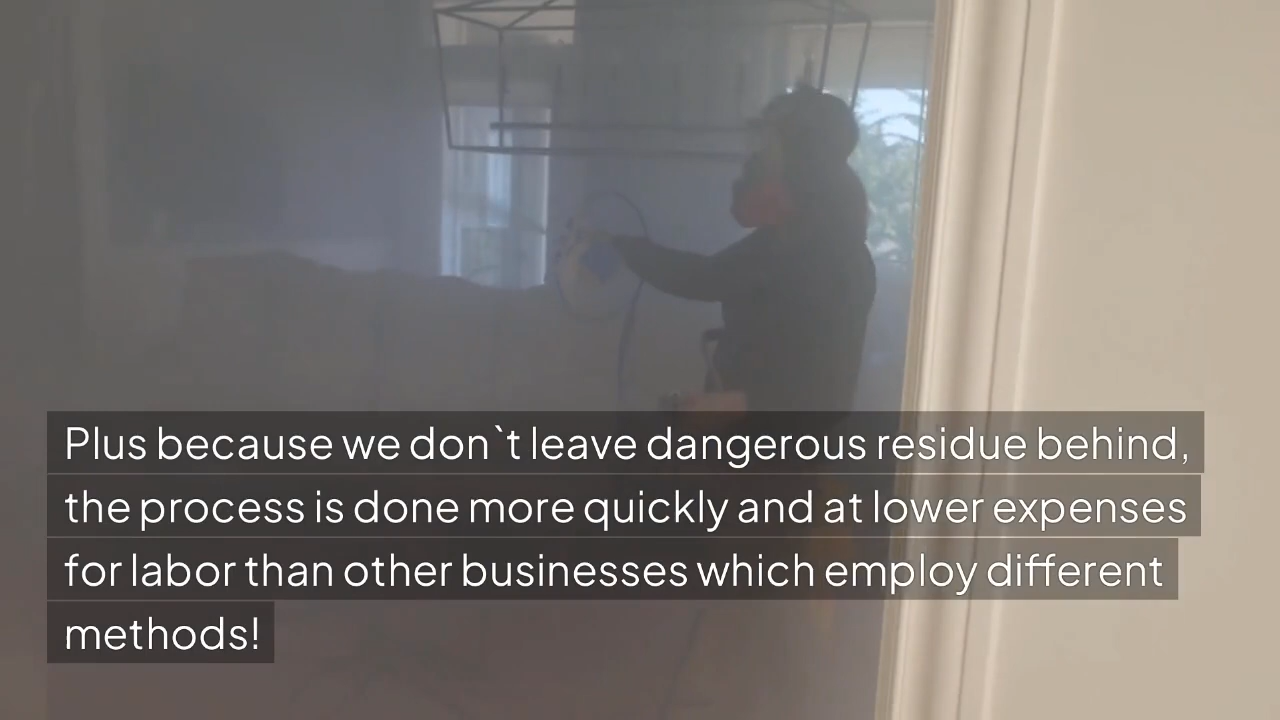 Plus because we don`t leave dangerous residue behind,
the process is done more quickly and at lower expenses
for labor than other businesses which employ different
methods!